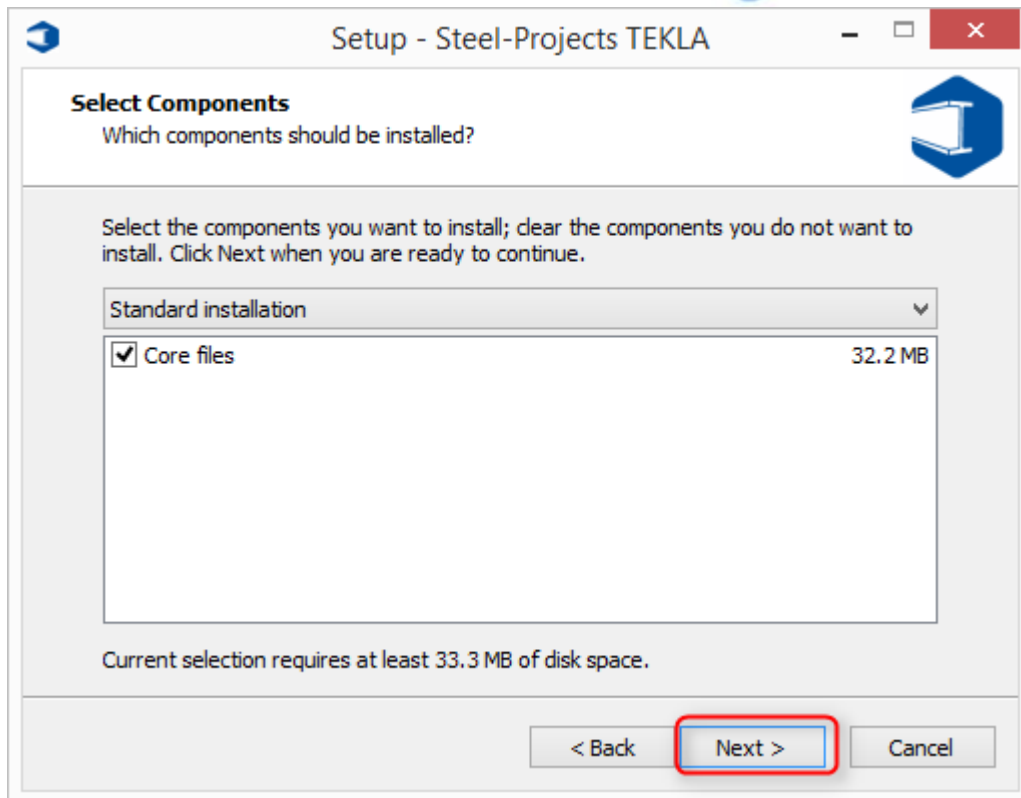 Setup - Steel-Projects TEKLA
Select Components
Which components should be installed?
Select the components you want to install; clear the components you do not want to
install. Click Next when you are ready to continue.
Standard installation
Core files 32.2 MB
Current selection requires at least 33.3 MB of disk space.
< Back Next > Cancel